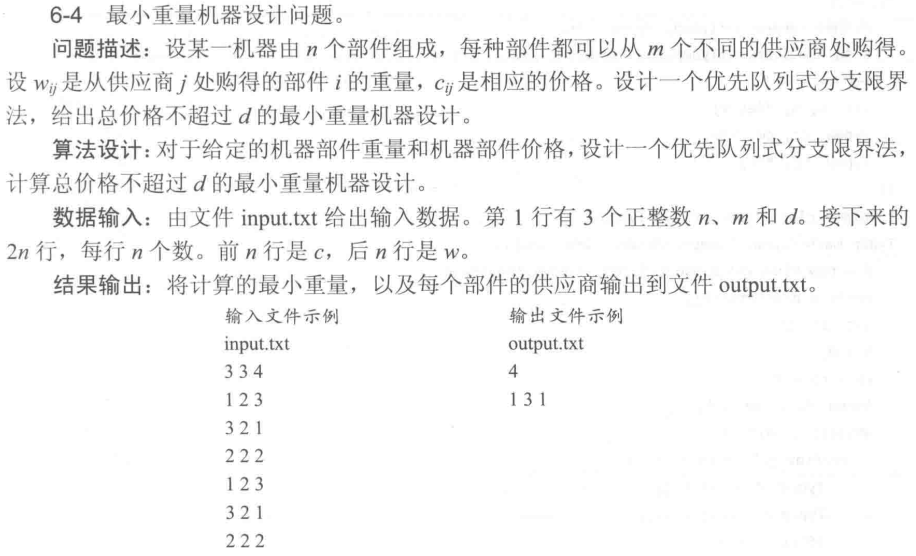 6-4 最小重量机器设计问题。
问题描述：设某一机器由 n 个部件组成，每种部件都可以从 m 个不同的供应商处购得。
设 wij 是从供应商 j 处购得的部件 i 的重量，cij 是相应的价格。设计一个优先队列式分支限界
法，给出总价格不超过 d 的最小重量机器设计。
算法设计：对于给定的机器部件重量和机器部件价格，设计一个优先队列式分支限界法，
计算总价格不超过 d 的最小重量机器设计。
数据输入：由文件 input.txt 给出输入数据。第 1 行有 3 个正整数 n、m 和 d。接下来的
2n 行，每行 n 个数。前 n 行是 c，后 n 行是 w。
结果输出：将计算的最小重量，以及每个部件的供应商输出到文件 output.txt。
输入文件示例 输出文件示例
input.txt output.txt
3 3 4 4
1 2 3 1 3 1
3 2 1
2 2 2
1 2 3
3 2 1
2 2 2